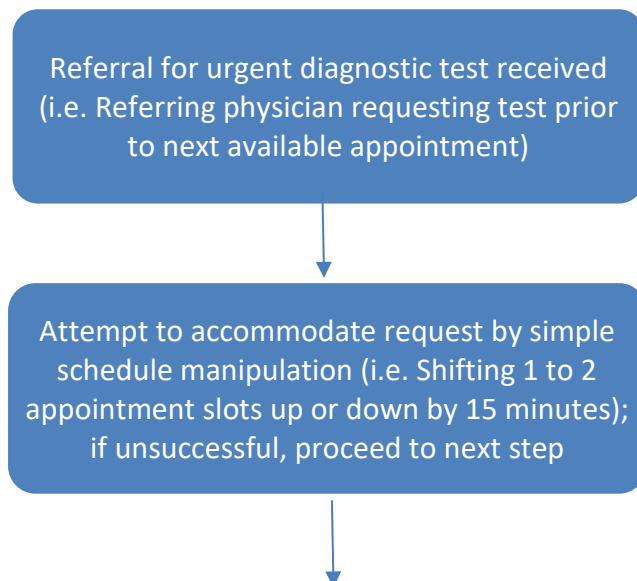 Referral for urgent diagnostic test received
(i.e. Referring physician requesting test prior
to next available appointment)
Attempt to accommodate request by simple
schedule manipulation (i.e. Shifting 1 to 2
appointment slots up or down by 15 minutes);
if unsuccessful, proceed to next step